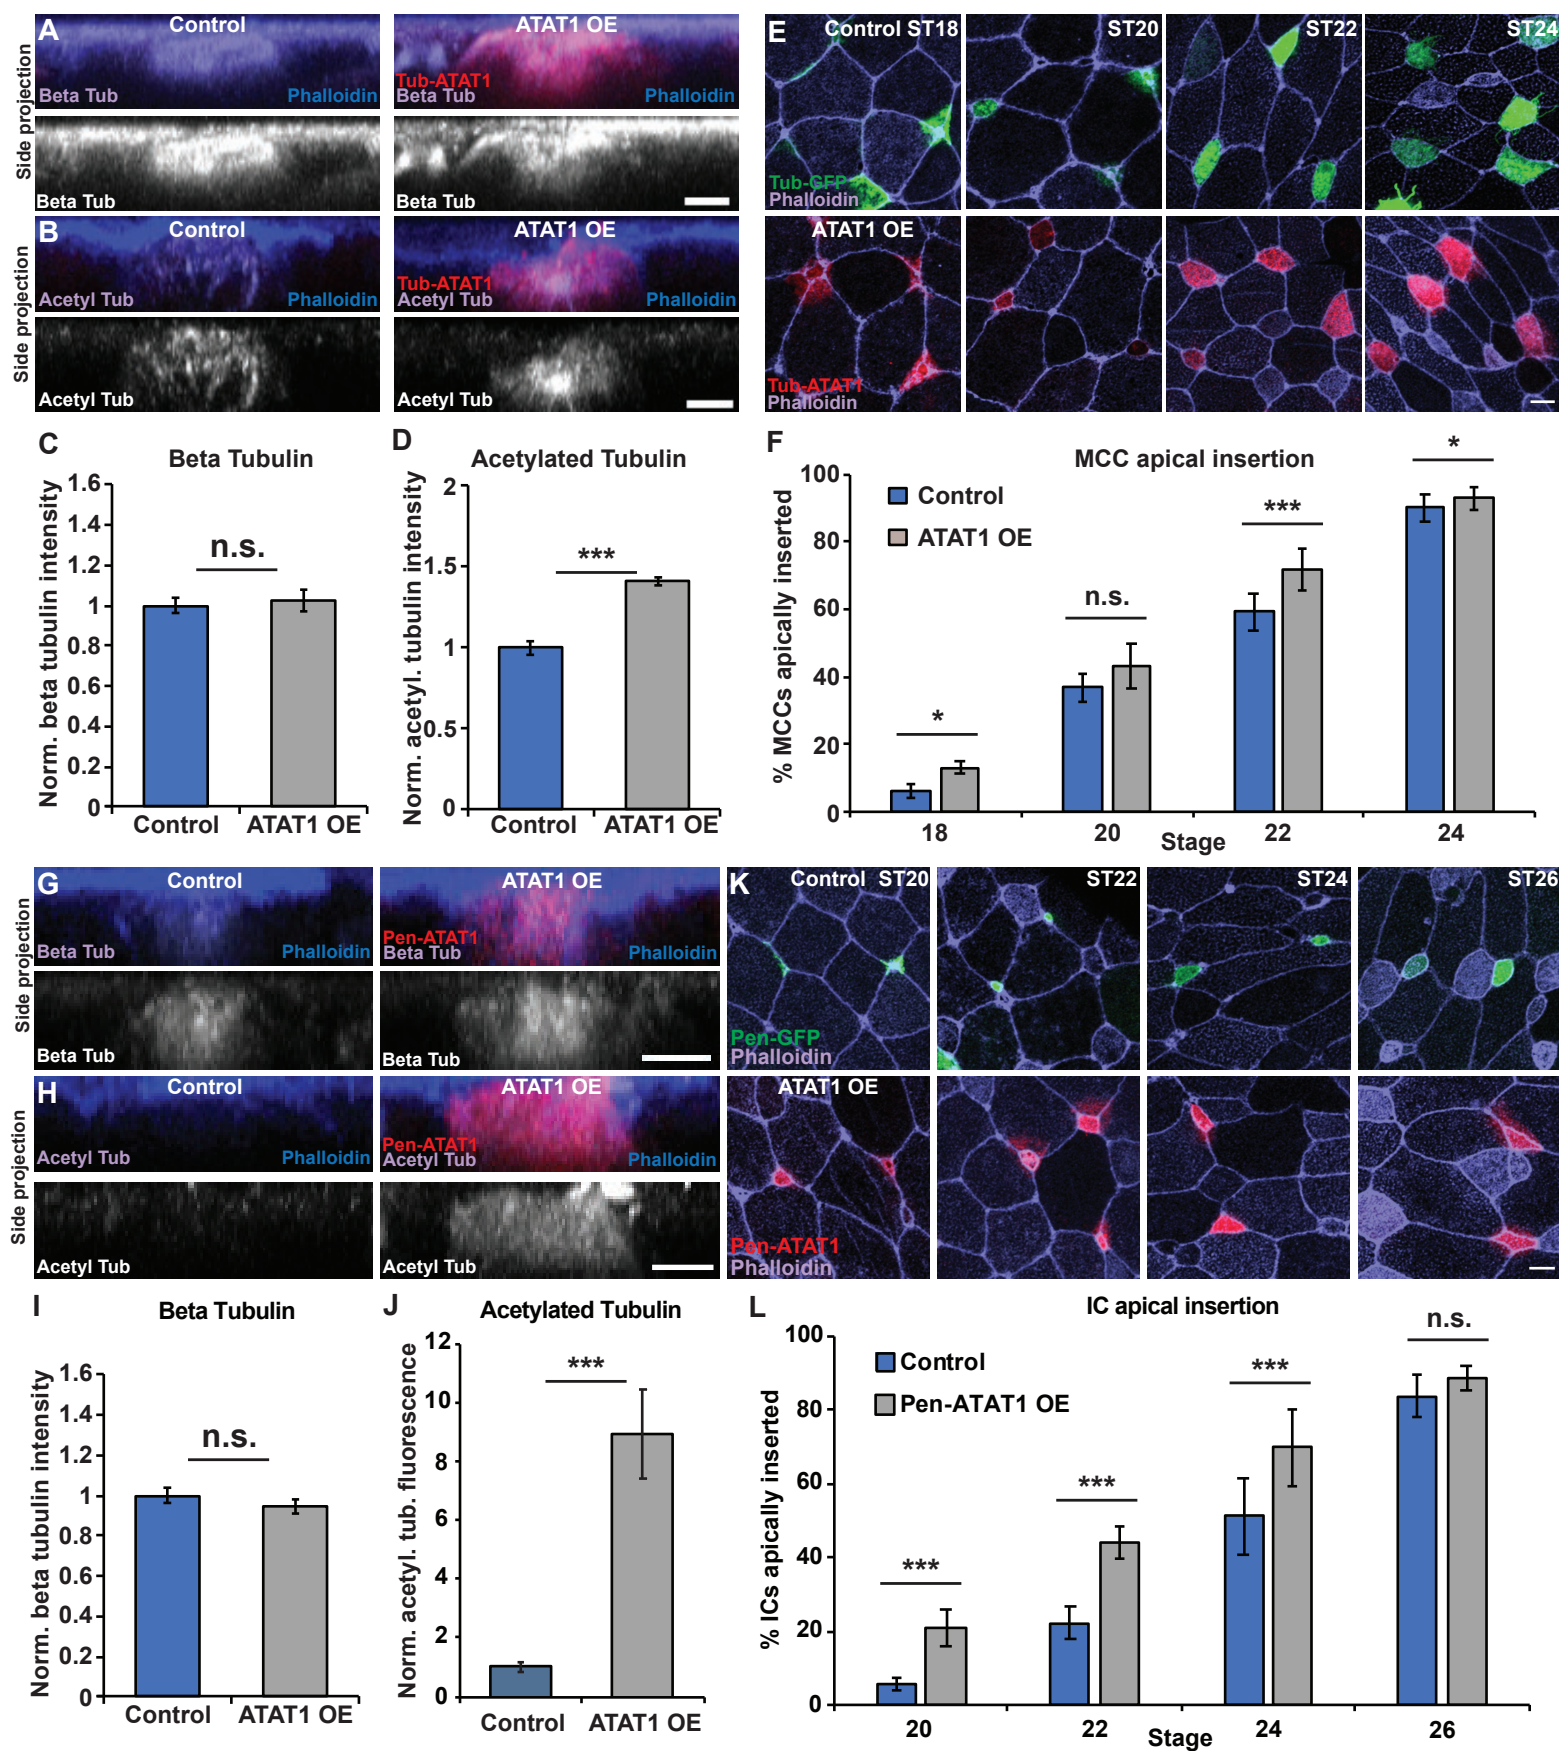 A
Control
Beta Tub
Phalloidin
ATAT1 OE
Tub-ATAT1
Beta Tub
Phalloidin
Side projection
Beta Tub
Beta Tub
B
Control
Acetyl Tub
Phalloidin
ATAT1 OE
Tub-ATAT1
Acetyl Tub
Phalloidin
Side projection
Acetyl Tub
Acetyl Tub
E
Control ST18
ST20
ST22
ST24
Tub-GFP
Phalloidin
ATAT1 OE
Tub-ATAT1
Phalloidin
C
Beta Tubulin
Norm. beta tubulin intensity
1.6
1.4
1.2
1
0.8
0.6
0.4
0.2
0
n.s.
Control
ATAT1 OE
D
Acetylated Tubulin
Norm. acetyl. tubulin intensity
2
1.5
1
0.5
0
***
Control
ATAT1 OE
F
MCC apical insertion
% MCCs apically inserted
100
80
60
40
20
0
Control
ATAT1 OE
*
n.s.
***
*
18
20
22
24
Stage
G
Control
Beta Tub
Phalloidin
ATAT1 OE
Pen-ATAT1
Beta Tub
Phalloidin
Side projection
Beta Tub
Beta Tub
H
Control
Acetyl Tub
Phalloidin
ATAT1 OE
Pen-ATAT1
Acetyl Tub
Phalloidin
Side projection
Acetyl Tub
Acetyl Tub
K
Control ST20
ST22
ST24
ST26
Pen-GFP
Phalloidin
ATAT1 OE
Pen-ATAT1
Phalloidin
I
Beta Tubulin
Norm. beta tubulin intensity
1.6
1.4
1.2
1
0.8
0.6
0.4
0.2
0
n.s.
Control
ATAT1 OE
J
Acetylated Tubulin
Norm. acetyl. tub. fluorescence
12
10
8
6
4
2
0
***
Control
ATAT1 OE
L
IC apical insertion
% ICs apically inserted
100
80
60
40
20
0
Control
Pen-ATAT1 OE
***
***
***
n.s.
20
22
24
26
Stage